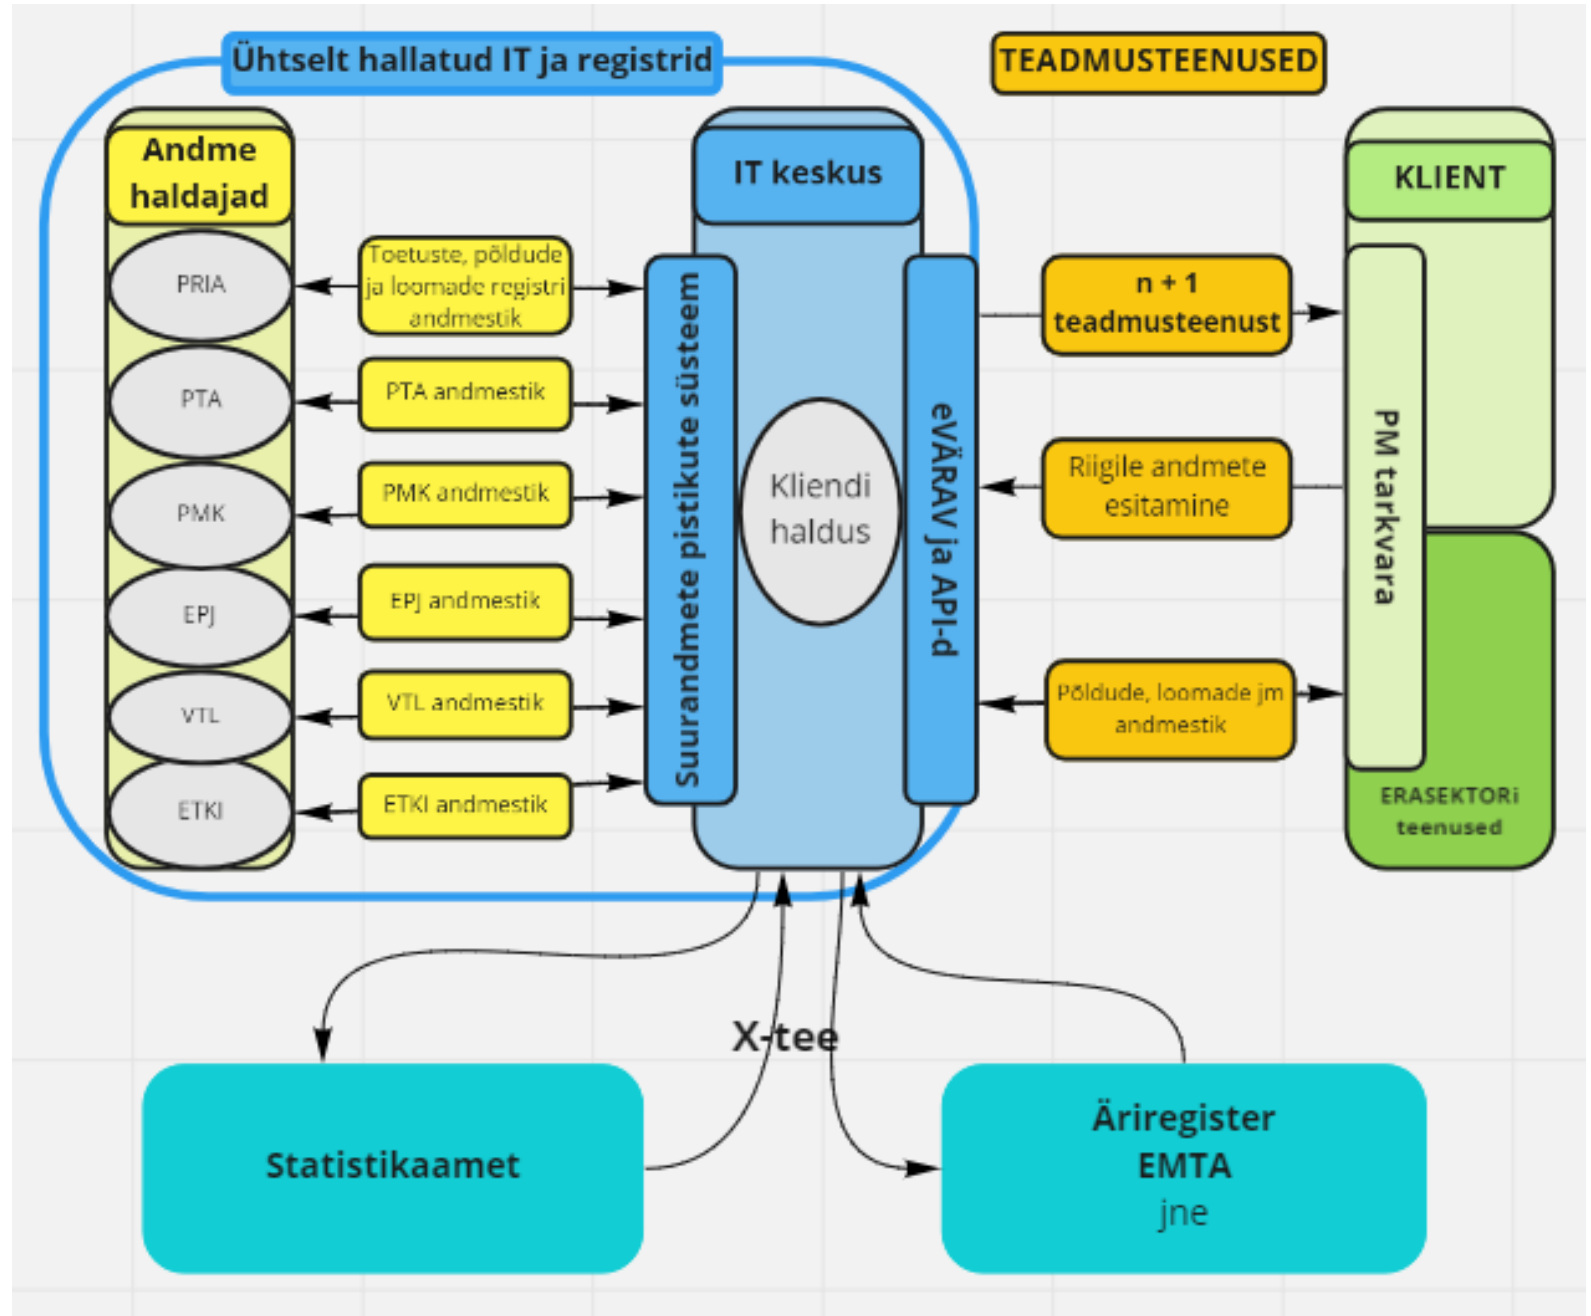 Ühtselt hallatud IT ja registrid
TEADMUSTEENUSED
Andme
haldajad
PRIA
PTA
PMK
EPJ
VTL
ETKI
Toetuste, põldude
ja loomade registri
andmestik
PTA andmestik
PMK andmestik
EPJ andmestik
VTL andmestik
ETKI andmestik
Suurandmete pistikute süsteem
IT keskus
Kliendi
haldus
eVÄRAV ja API-d
n + 1
teadmusteenust
Riigile andmete
esitamine
Põldude, loomade jm
andmestik
KLIENT
PM tarkvara
ERASEKTORi
teenused
X-tee
Statistikaamet
Äriregister
EMTA
jne